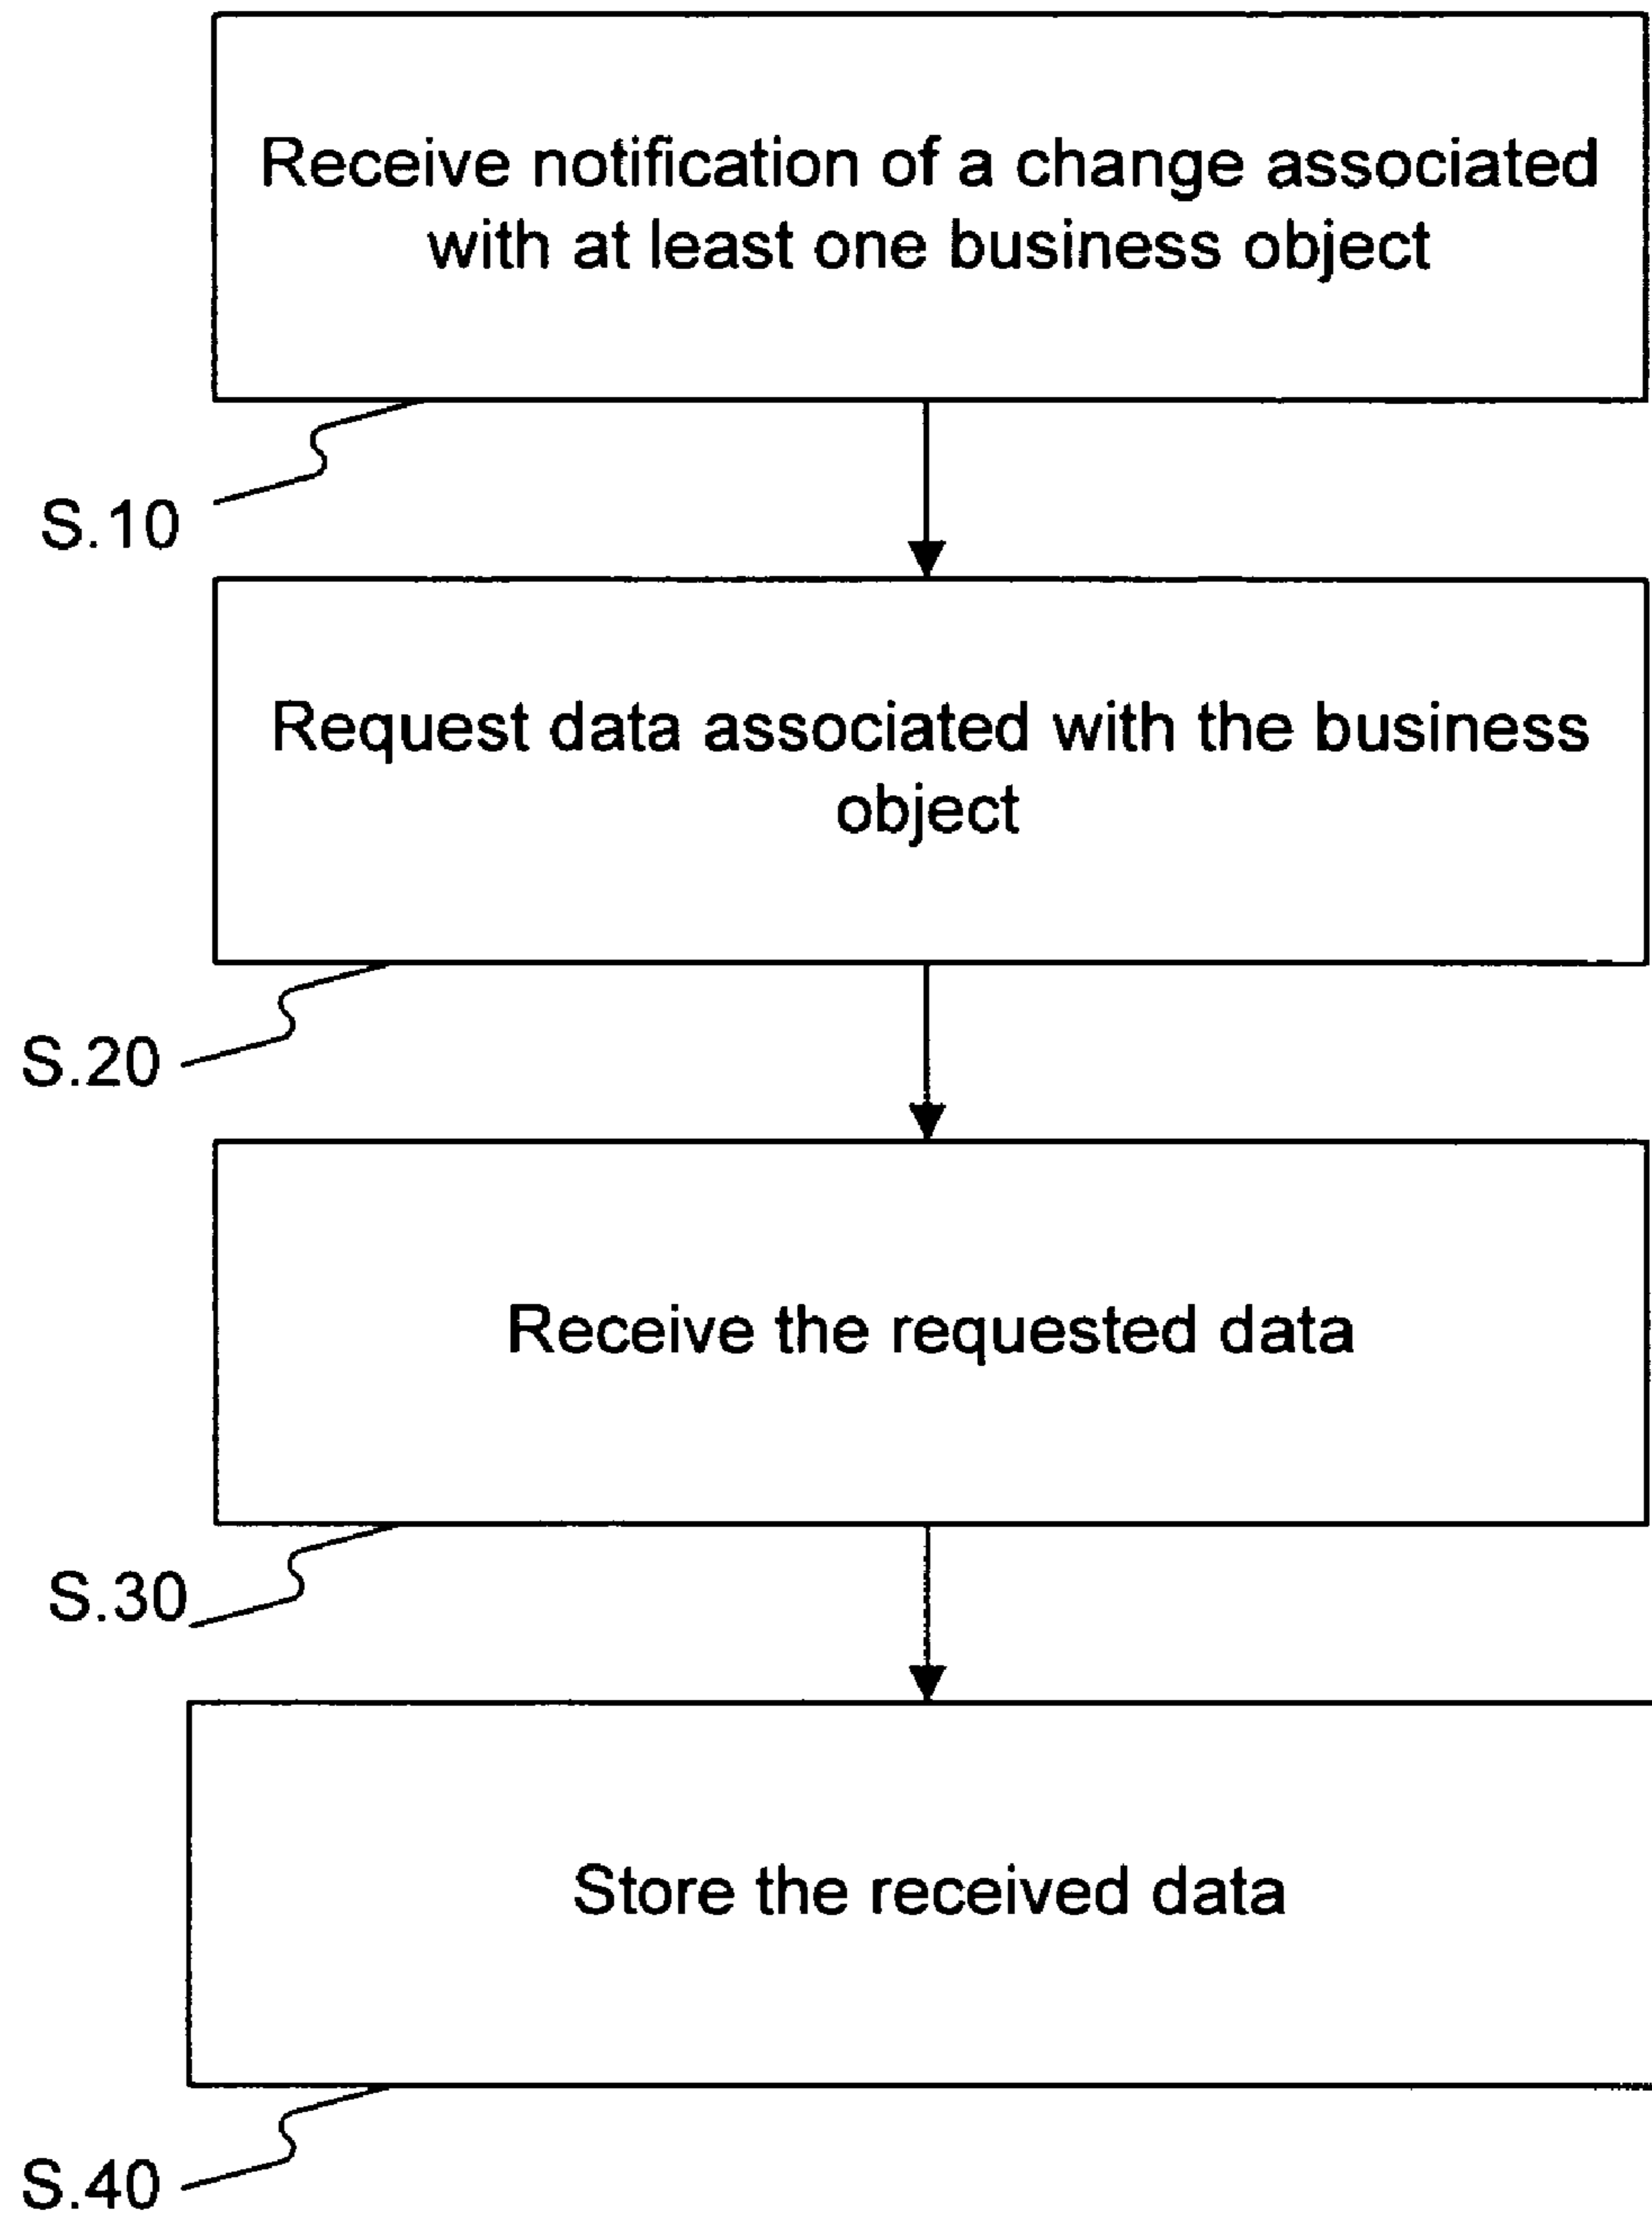 Receive notification of a change associated
with at least one business object
S.10
Request data associated with the business
object
S.20
Receive the requested data
S.30
Store the received data
S.40